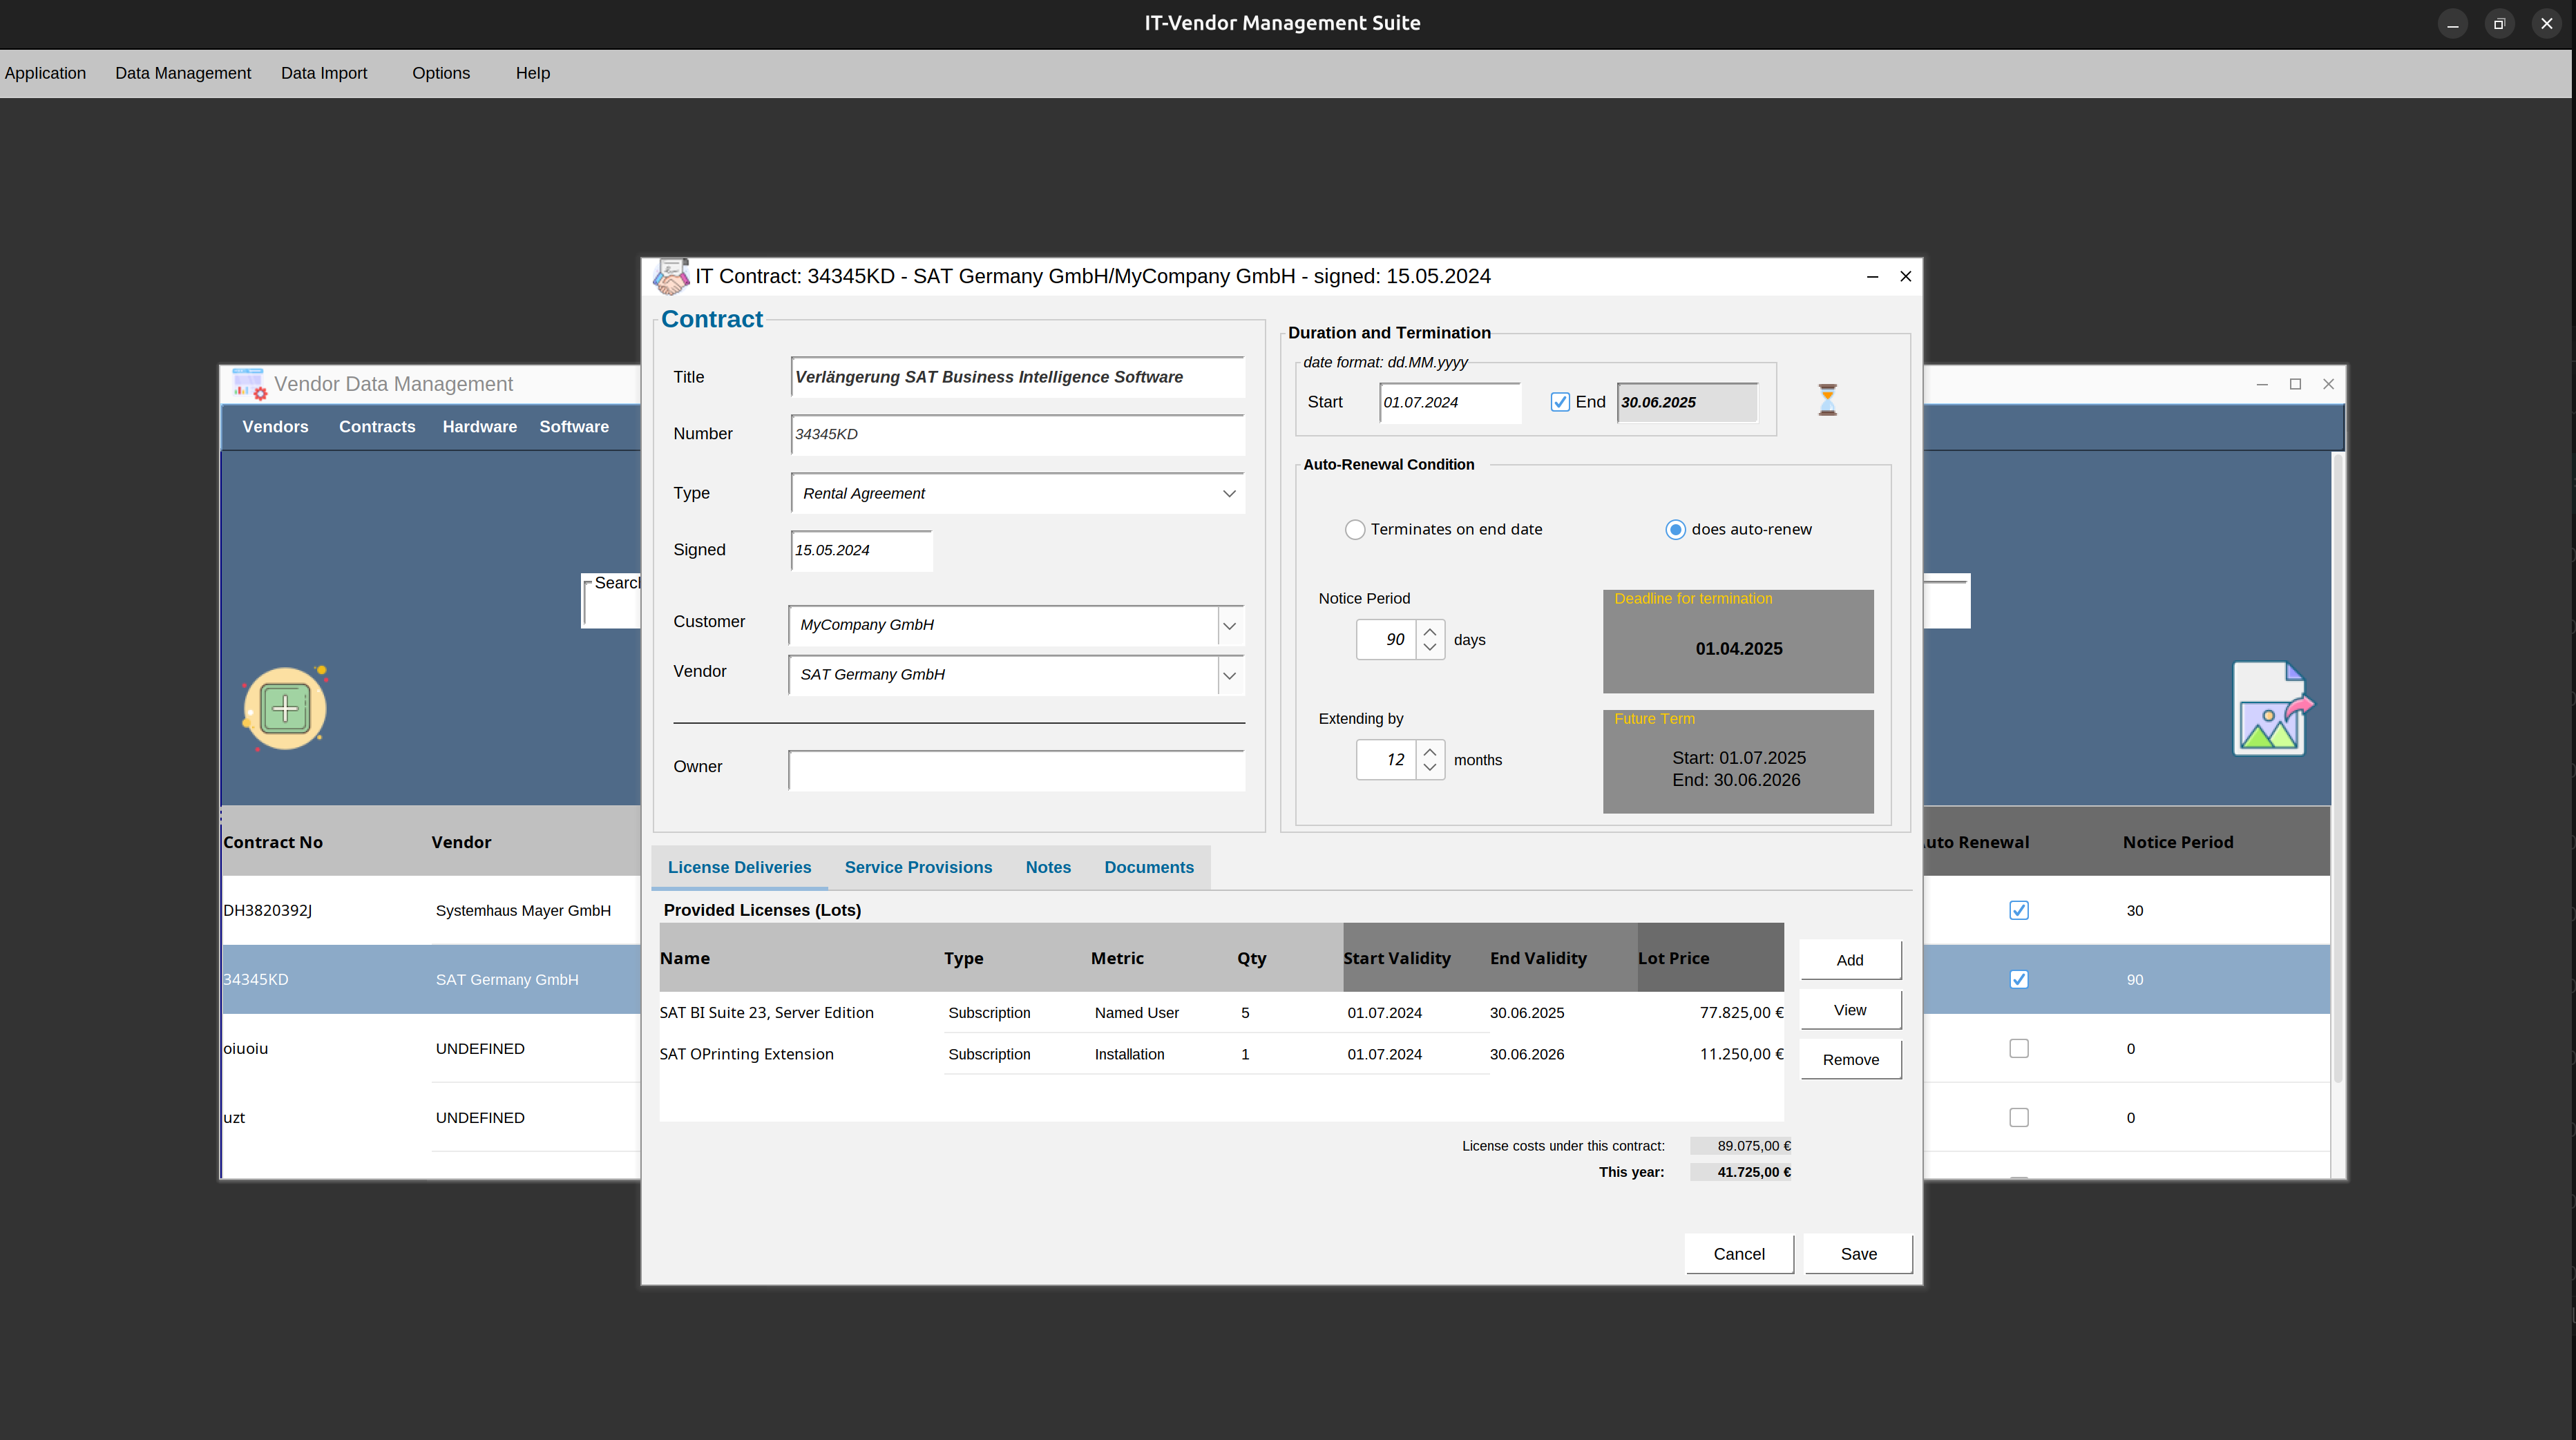 IT-Vendor Management Suite
Application Data Management Data Import Options Help
IT Contract: 34345KD - SAT Germany GmbH/MyCompany GmbH - signed: 15.05.2024
Contract
Title Verlängerung SAT Business Intelligence Software
Number 34345KD
Type Rental Agreement
Signed 15.05.2024
Customer MyCompany GmbH
Vendor SAT Germany GmbH
Owner
Duration and Termination
date format: dd.MM.yyyy
Start 01.07.2024 End 30.06.2025
Auto-Renewal Condition
Terminates on end date does auto-renew
Notice Period
90 days
Deadline for termination
01.04.2025
Extending by
12 months
Future Term
Start: 01.07.2025
End: 30.06.2026
License Deliveries Service Provisions Notes Documents
Provided Licenses (Lots)
Name Type Metric Qty Start Validity End Validity Lot Price
SAT BI Suite 23, Server Edition Subscription Named User 5 01.07.2024 30.06.2025 77.825,00 €
SAT OPrinting Extension Subscription Installation 1 01.07.2024 30.06.2026 11.250,00 €
Add
View
Remove
License costs under this contract: 89.075,00 €
This year: 41.725,00 €
Cancel Save
Vendor Data Management
Vendors Contracts Hardware Software
Search
Contract No Vendor uto Renewal Notice Period
DH3820392J Systemhaus Mayer GmbH 30
34345KD SAT Germany GmbH 90
oiuoiu UNDEFINED 0
uzt UNDEFINED 0